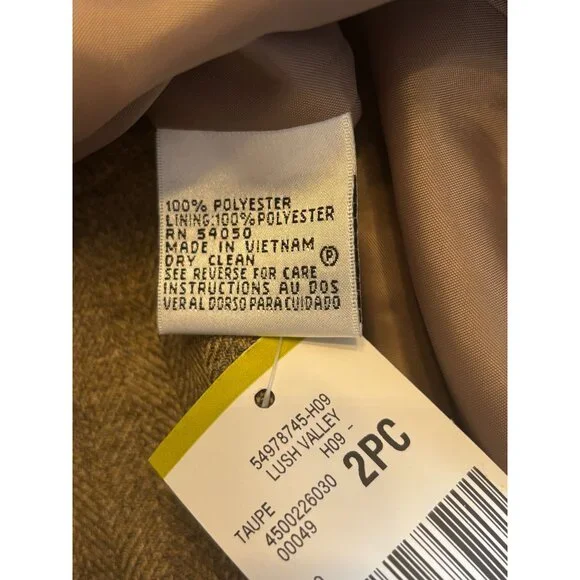 100% POLYESTER
LINING:100% POLYESTER
RN 54050
MADE IN VIETNAM
DRY CLEAN Ⓟ
SEE REVERSE FOR CARE
INSTRUCTIONS AU DOS
VER AL DORSO PARA CUIDADO
54978745-H09
LUSH VALLEY
H09 -
2PC
TAUPE
4500226030
00049